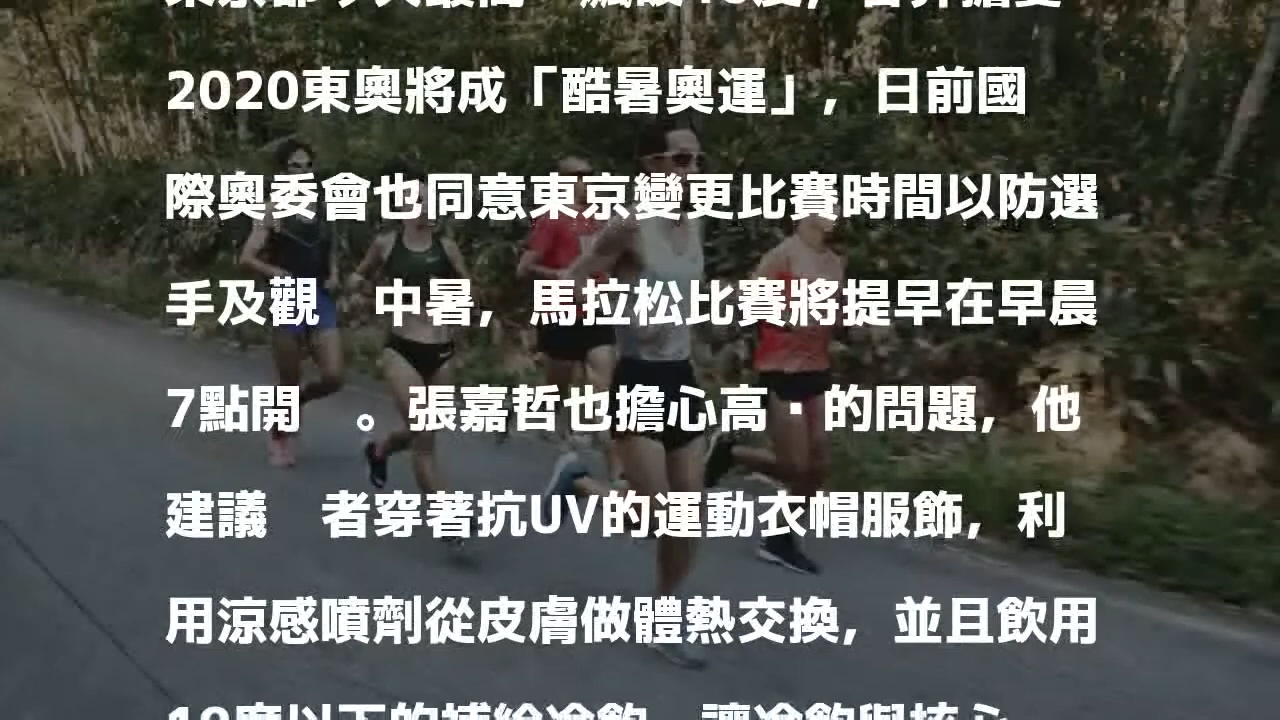 2020東奧將成「酷暑奧運」，日前國
際奧委會也同意東京變更比賽時間以防選
手及觀　中暑，馬拉松比賽將提早在早晨
7點開　。張嘉哲也擔心高▪的問題，他
建議　者穿著抗UV的運動衣帽服飾，利
用涼感噴劑從皮膚做體熱交換，並且飲用